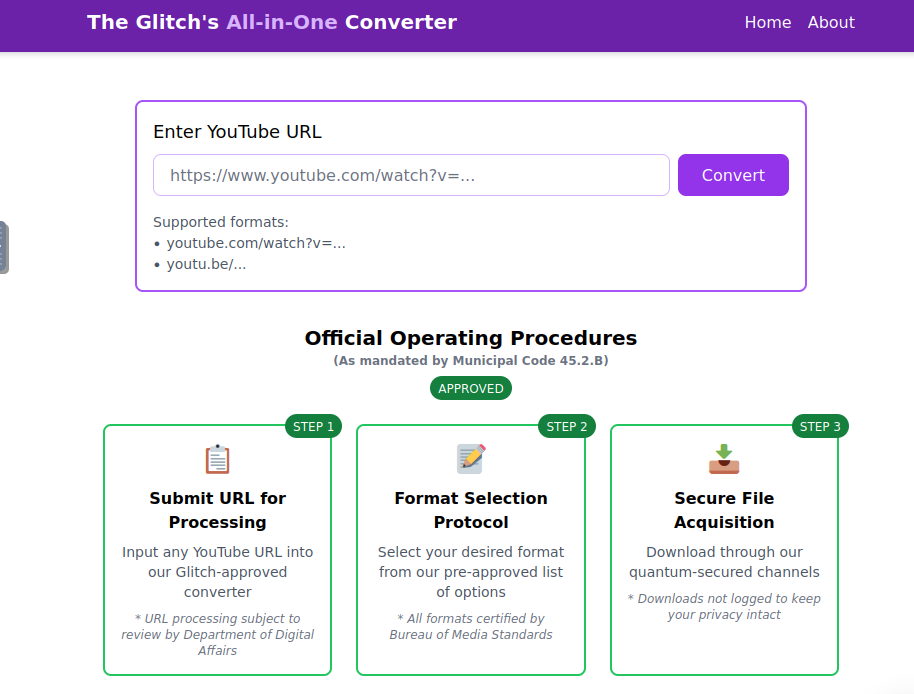 The Glitch's All-in-One Converter Home About
Enter YouTube URL
https://www.youtube.com/watch?v=... Convert
Supported formats:
• youtube.com/watch?v=...
• youtu.be/...
Official Operating Procedures
(As mandated by Municipal Code 45.2.B)
APPROVED
STEP 1
Submit URL for
Processing
Input any YouTube URL into
our Glitch-approved
converter
* URL processing subject to
review by Department of Digital
Affairs
STEP 2
Format Selection
Protocol
Select your desired format
from our pre-approved list
of options
* All formats certified by
Bureau of Media Standards
STEP 3
Secure File
Acquisition
Download through our
quantum-secured channels
* Downloads not logged to keep
your privacy intact